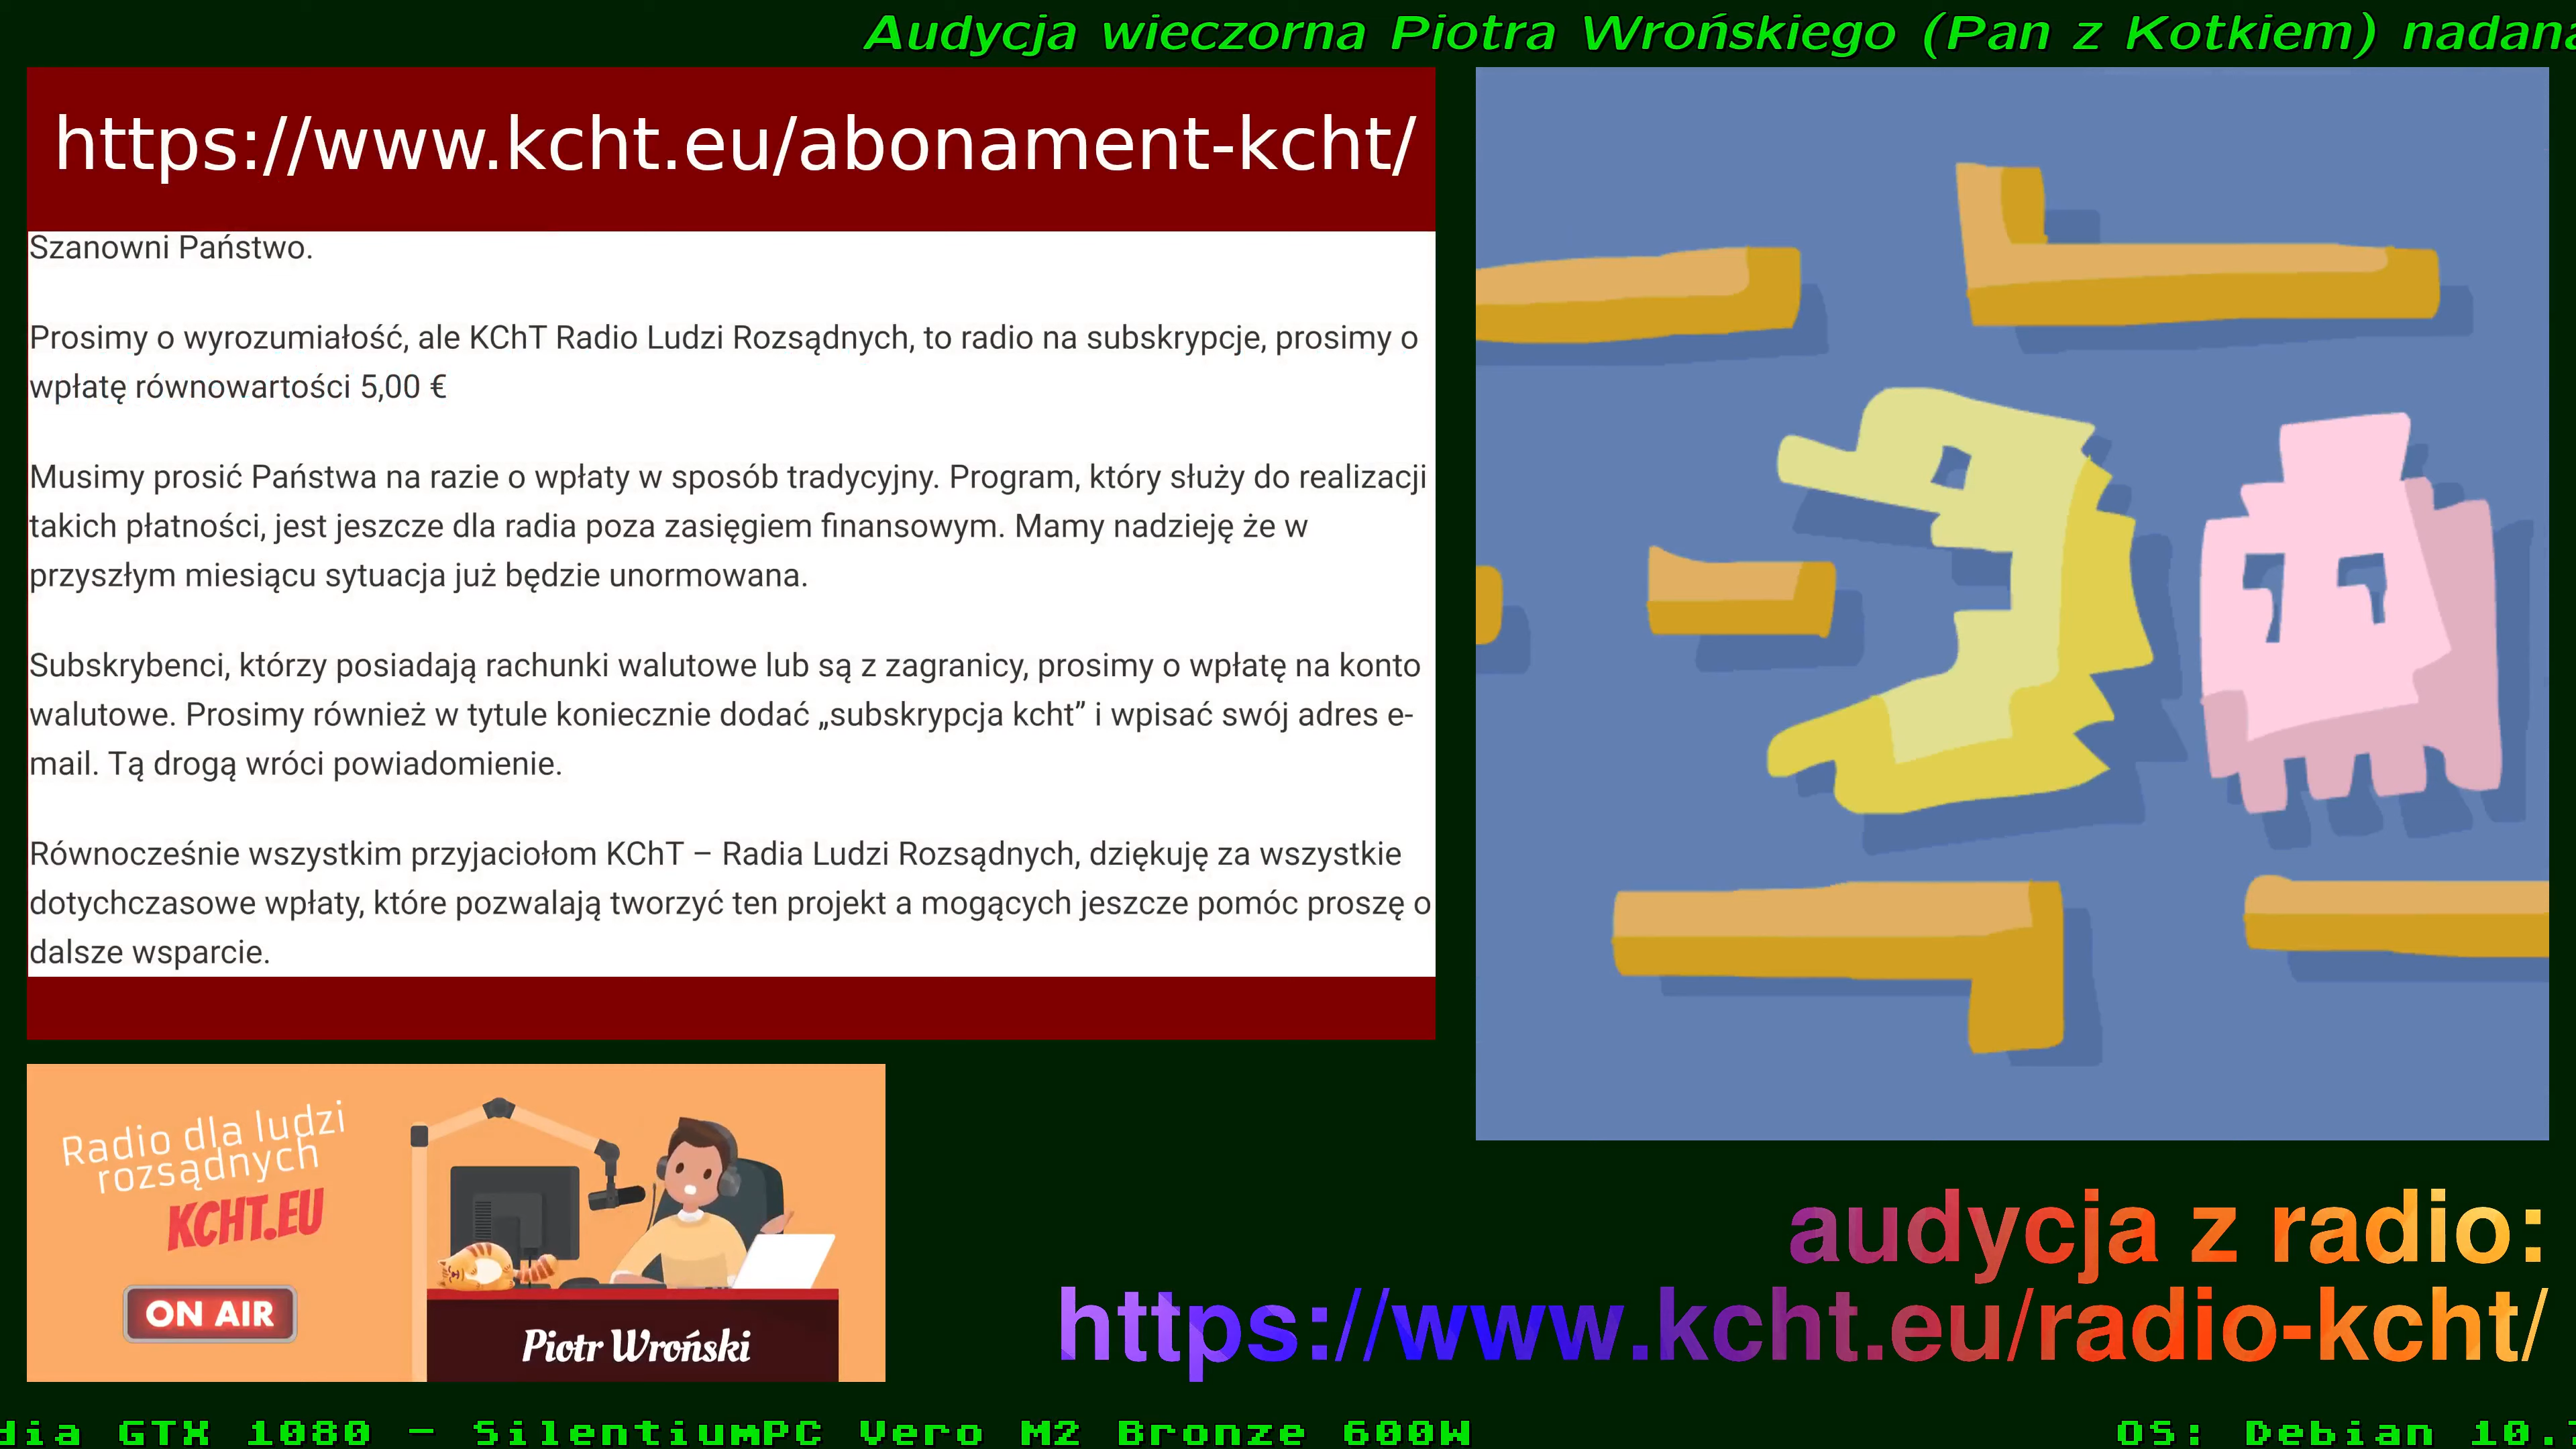 Audycja wieczorna Piotra Wrońskiego (Pan z Kotkiem) nadana
https://www.kcht.eu/abonament-kcht/
Szanowni Państwo.
Prosimy o wyrozumiałość, ale KChT Radio Ludzi Rozsądnych, to radio na subskrypcje, prosimy o
wpłatę równowartości 5,00 €
Musimy prosić Państwa na razie o wpłaty w sposób tradycyjny. Program, który służy do realizacji
takich płatności, jest jeszcze dla radia poza zasięgiem finansowym. Mamy nadzieję że w
przyszłym miesiącu sytuacja już będzie unormowana.
Subskrybenci, którzy posiadają rachunki walutowe lub są z zagranicy, prosimy o wpłatę na konto
walutowe. Prosimy również w tytule koniecznie dodać „subskrypcja kcht” i wpisać swój adres e-
mail. Tą drogą wróci powiadomienie.
Równocześnie wszystkim przyjaciołom KChT – Radia Ludzi Rozsądnych, dziękuję za wszystkie
dotychczasowe wpłaty, które pozwalają tworzyć ten projekt a mogących jeszcze pomóc proszę o
dalsze wsparcie.
Radio dla ludzi
rozsądnych
KCHT.EU
ON AIR
Piotr Wroński
audycja z radio:
https://www.kcht.eu/radio-kcht/
dia GTX 1080 – SilentiumPC Vero M2 Bronze 600W
OS: Debian 10.